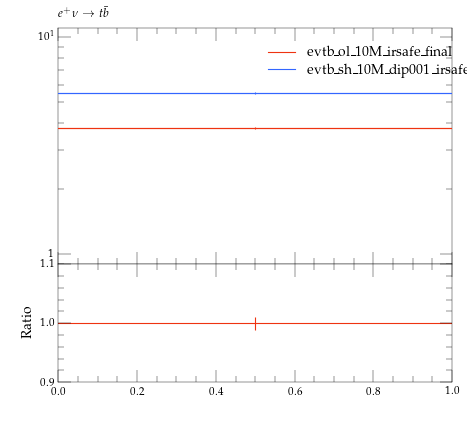 e⁺ν → tb̄
10¹
evtb_ol_10M_irsafe_final
evtb_sh_10M_dip001_irsafe
1
1.1
Ratio
1.0
0.9
0.0 0.2 0.4 0.6 0.8 1.0